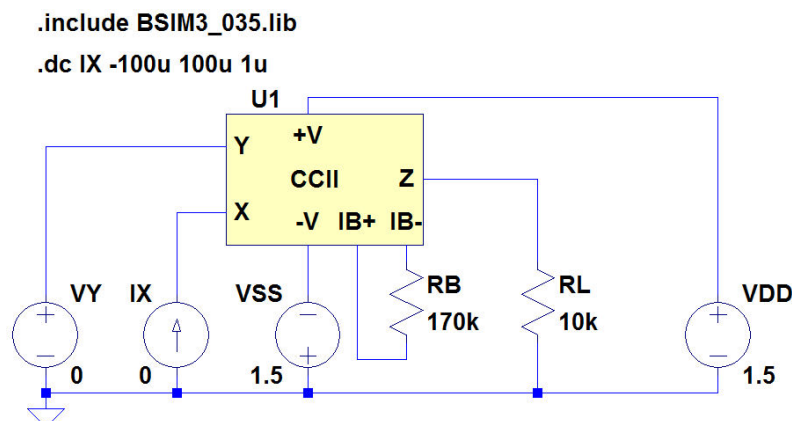 .include BSIM3_035.lib
.dc IX -100u 100u 1u
U1
+V
Y
CCII
Z
X
-V IB+ IB-
VY
IX
VSS
RB
RL
VDD
170k
10k
0
0
1.5
1.5